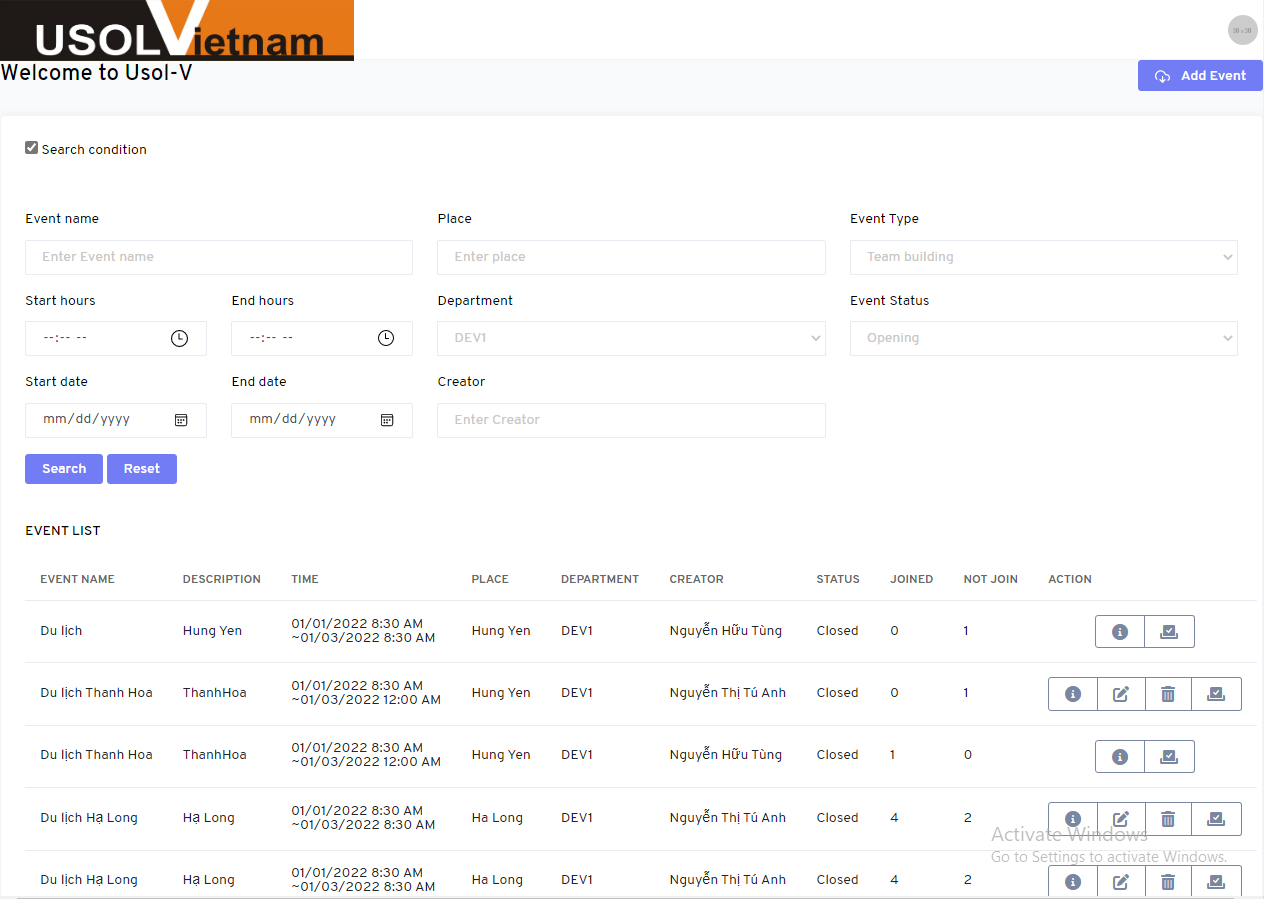 USOLVietnam
Welcome to Usol-V
Add Event
Search condition
Event name Place Event Type
Enter Event name Enter place Team building
Start hours End hours Department Event Status
--:-- -- --:-- -- DEV1 Opening
Start date End date Creator
mm/dd/yyyy mm/dd/yyyy Enter Creator
Search Reset
EVENT LIST
EVENT NAME DESCRIPTION TIME PLACE DEPARTMENT CREATOR STATUS JOINED NOT JOIN ACTION
Du lịch Hung Yen 01/01/2022 8:30 AM Hung Yen DEV1 Nguyễn Hữu Tùng Closed 0 1
~01/03/2022 8:30 AM
Du lịch Thanh Hoa ThanhHoa 01/01/2022 8:30 AM Hung Yen DEV1 Nguyễn Thị Tú Anh Closed 0 1
~01/03/2022 12:00 AM
Du lịch Thanh Hoa ThanhHoa 01/01/2022 8:30 AM Hung Yen DEV1 Nguyễn Hữu Tùng Closed 1 0
~01/03/2022 12:00 AM
Du lịch Hạ Long Hạ Long 01/01/2022 8:30 AM Ha Long DEV1 Nguyễn Thị Tú Anh Closed 4 2
~01/03/2022 8:30 AM
Activate Windows
Go to Settings to activate Windows.
Du lịch Hạ Long Hạ Long 01/01/2022 8:30 AM Ha Long DEV1 Nguyễn Thị Tú Anh Closed 4 2
~01/03/2022 8:30 AM